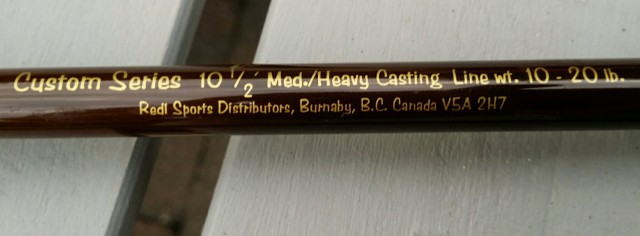 Custom Series 10 1/2' Med./Heavy Casting Line wt. 10 - 20 lb.
Redl Sports Distributors, Burnaby, B.C. Canada V5A 2H7